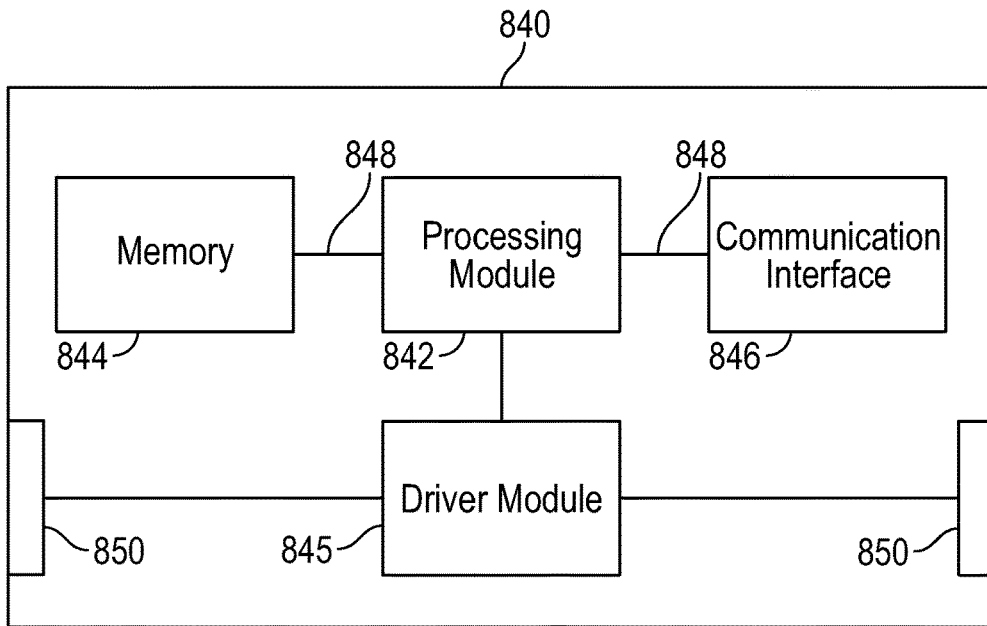 840
848
848
Memory
Processing
Module
Communication
Interface
844
842
846
Driver Module
850
845
850